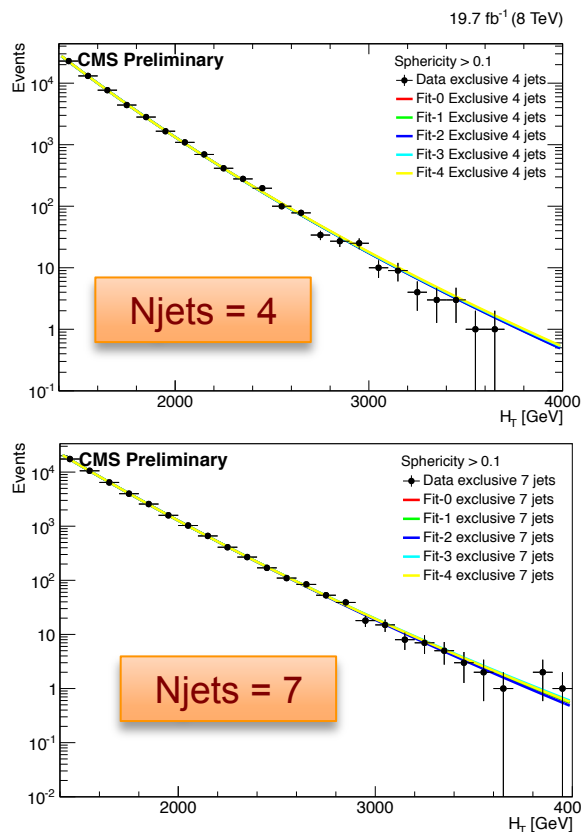 19.7 fb⁻¹ (8 TeV)
Events
CMS Preliminary
Sphericity > 0.1
Data exclusive 4 jets
Fit-0 Exclusive 4 jets
Fit-1 Exclusive 4 jets
Fit-2 Exclusive 4 jets
Fit-3 Exclusive 4 jets
Fit-4 Exclusive 4 jets
10⁴
10³
10²
10
1
10⁻¹
Njets = 4
2000 3000 4000
H_T [GeV]
Events
CMS Preliminary
Sphericity > 0.1
Data exclusive 7 jets
Fit-0 exclusive 7 jets
Fit-1 exclusive 7 jets
Fit-2 exclusive 7 jets
Fit-3 exclusive 7 jets
Fit-4 exclusive 7 jets
10⁴
10³
10²
10
1
10⁻¹
10⁻²
Njets = 7
2000 3000 400
H_T [GeV]